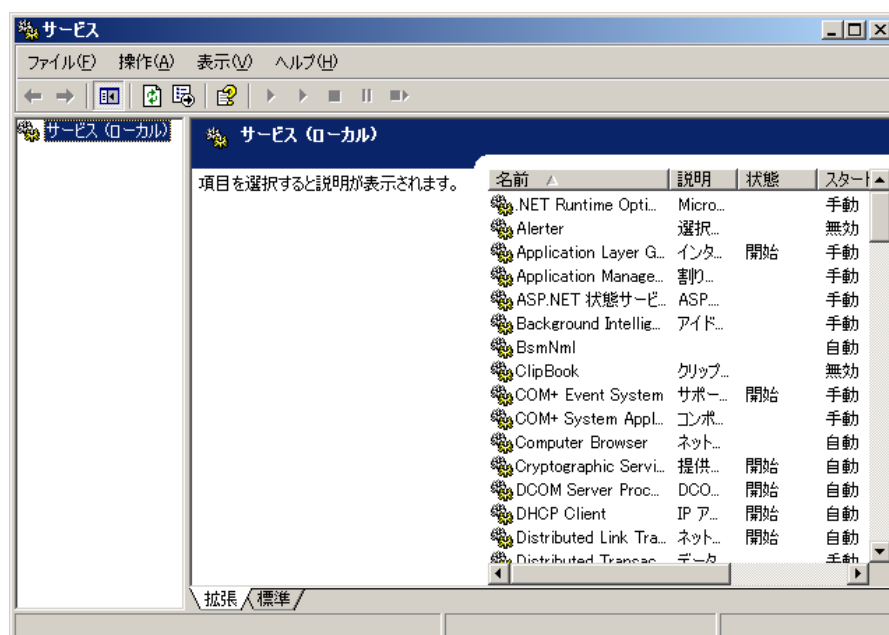 サービス
ファイル(F) 操作(A) 表示(V) ヘルプ(H)
サービス (ローカル)
サービス (ローカル)
項目を選択すると説明が表示されます。
名前 説明 状態 スタート
.NET Runtime Opti... Micro... 手動
Alerter 選択... 無効
Application Layer G... インタ... 開始 手動
Application Manage... 割り... 手動
ASP.NET 状態サービ... ASP.... 手動
Background Intellig... アイド... 手動
BsmNml 自動
ClipBook クリップ... 無効
COM+ Event System サポー... 開始 手動
COM+ System Appl... コンポ... 手動
Computer Browser ネット... 自動
Cryptographic Servi... 提供... 開始 自動
DCOM Server Proc... DCO... 開始 自動
DHCP Client IP ア... 開始 自動
Distributed Link Tra... ネット... 開始 自動
Distributed Transac... データ... 手動
拡張 標準